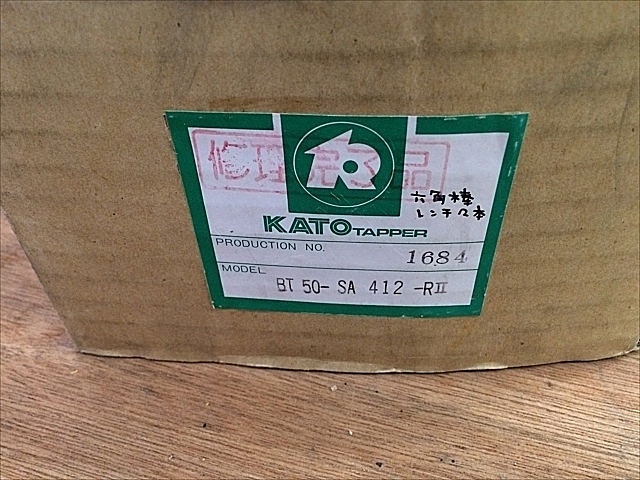 修理完了品
六角棒
レンチ2本
KATO TAPPER
PRODUCTION NO. 1684
MODEL BT 50-SA 412-RII